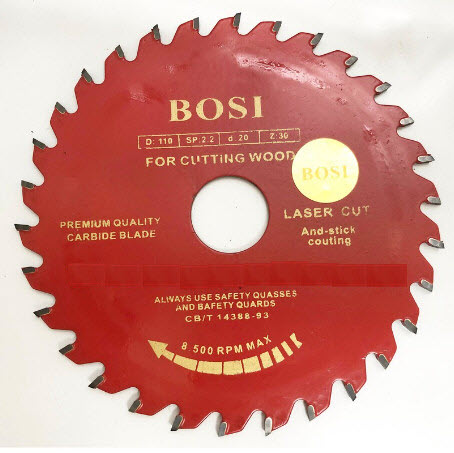 BOSI
D: 110 SP:2.2 d:20 Z:30
FOR CUTTING WOOD
BOSI
PREMIUM QUALITY
CARBIDE BLADE
LASER CUT
And-stick
couting
ALWAYS USE SAFETY QUASSES
AND BAFETY QUARDS
CB/T 14388-93
8.500 RPM MAX